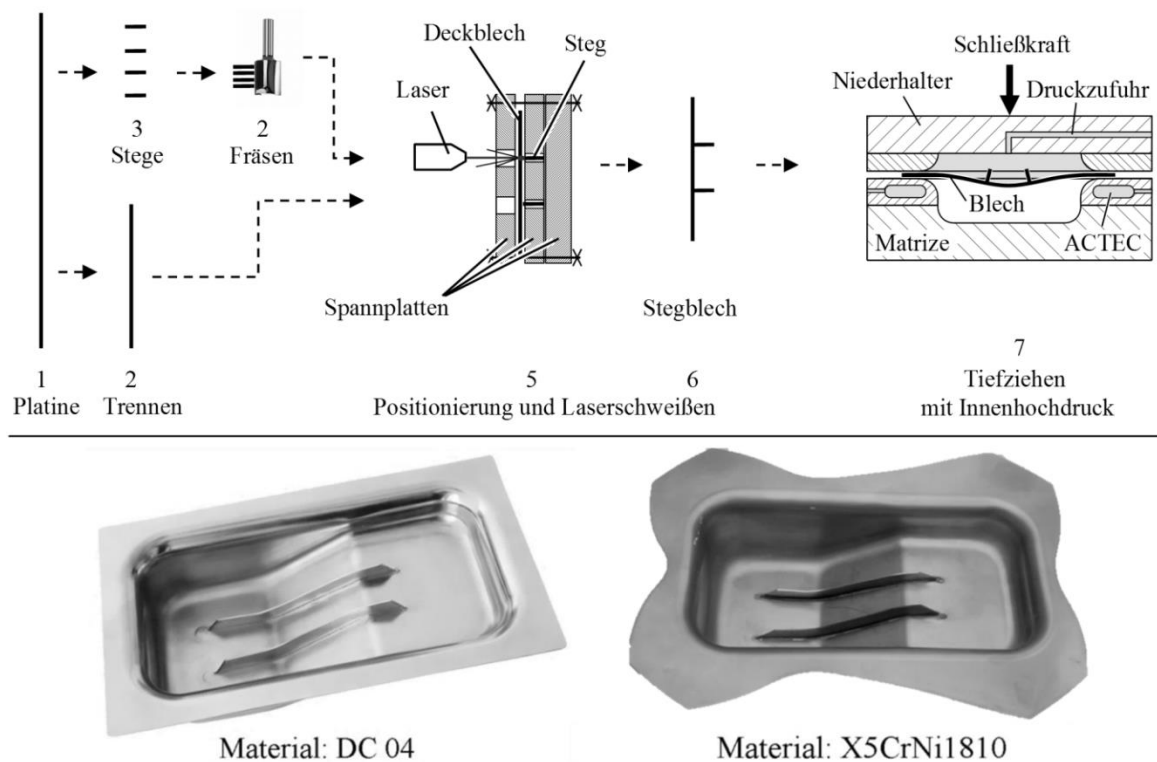 Deckblech
Steg
Laser
Schließkraft
Niederhalter
Druckzufuhr
3
Stege
2
Fräsen
Blech
Matrize
ACTEC
Spannplatten
Stegblech
1
Platine
2
Trennen
5
6
Positionierung und Laserschweißen
7
Tiefziehen
mit Innenhochdruck
Material: DC 04
Material: X5CrNi1810